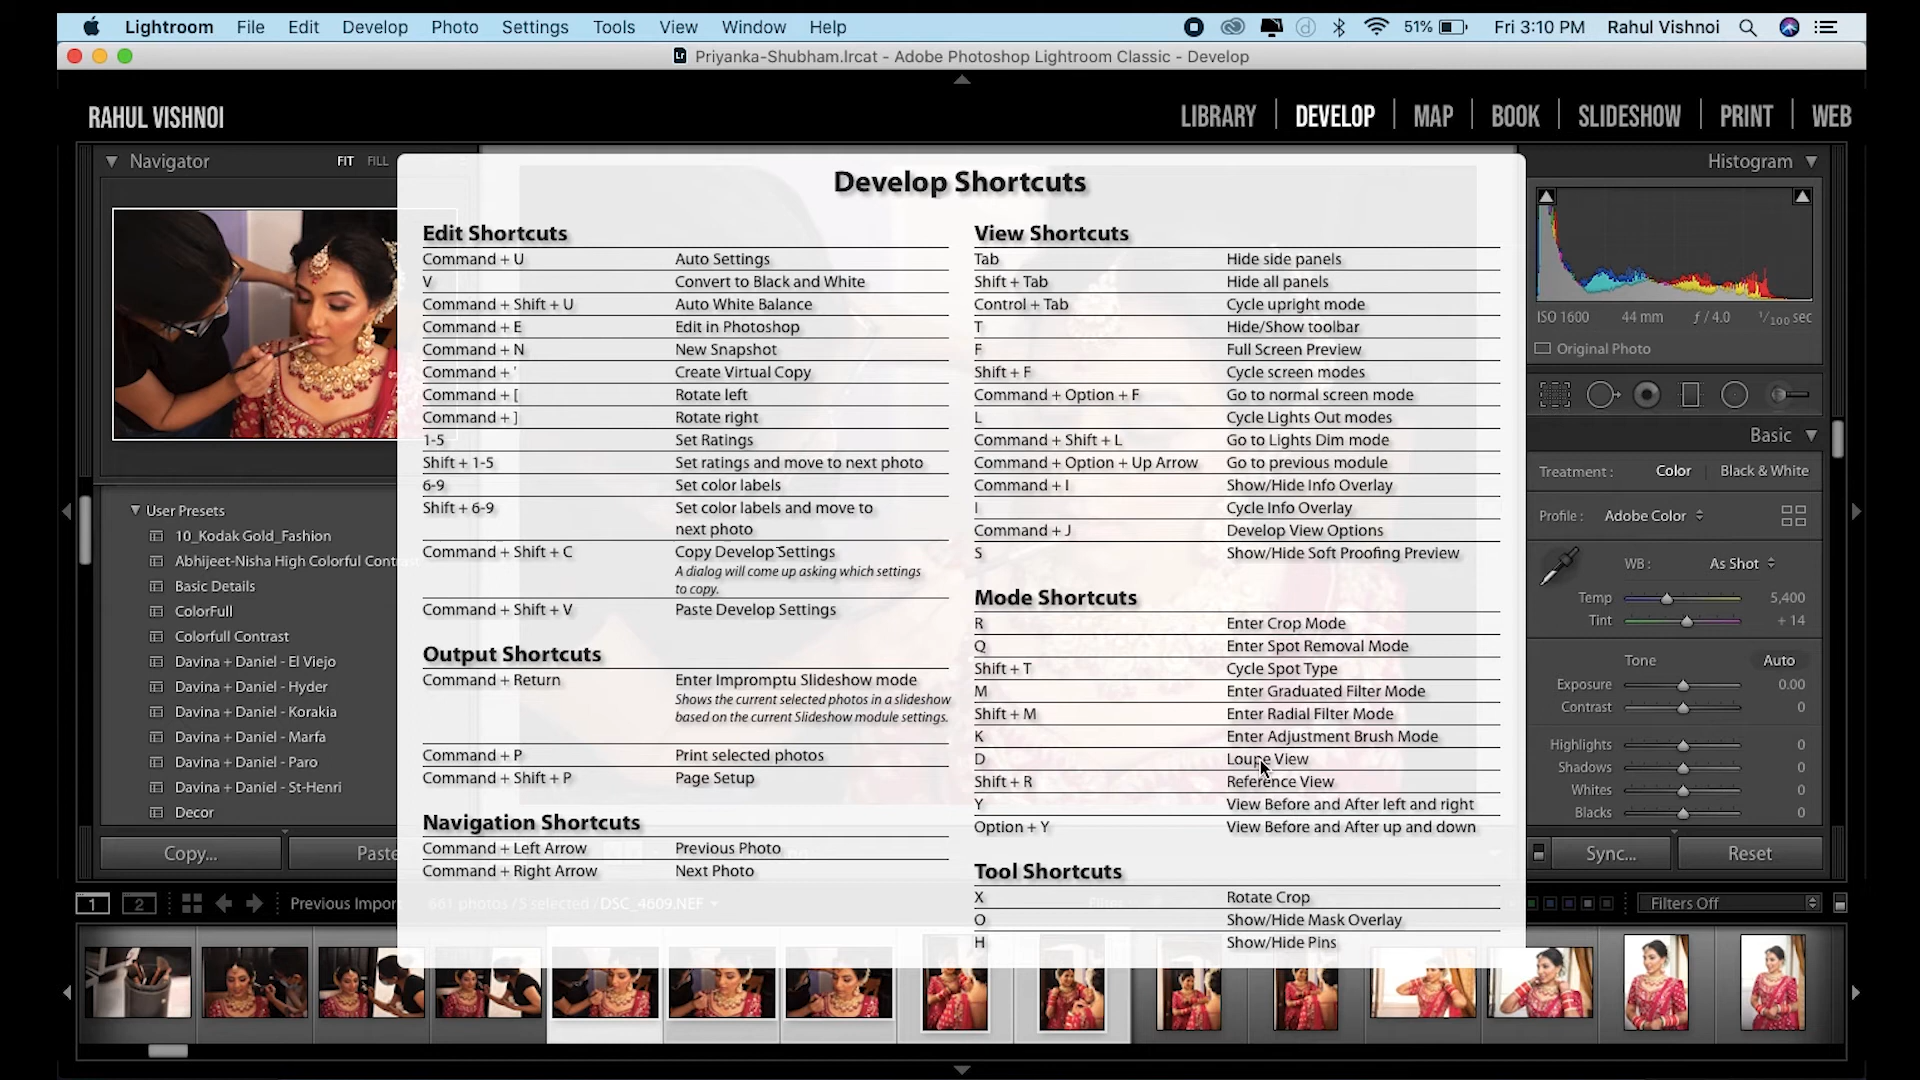 Lightroom File Edit Develop Photo Settings Tools View Window Help 51% Fri 3:10 PM Rahul Vishnoi
Priyanka-Shubham.lrcat - Adobe Photoshop Lightroom Classic - Develop
RAHUL VISHNOI
LIBRARY | DEVELOP | MAP | BOOK | SLIDESHOW | PRINT | WEB
Navigator FIT FILL
User Presets
10_Kodak Gold_Fashion
Abhijeet-Nisha High Colorful Contrast
Basic Details
ColorFull
Colorfull Contrast
Davina + Daniel - El Viejo
Davina + Daniel - Hyder
Davina + Daniel - Korakia
Davina + Daniel - Marfa
Davina + Daniel - Paro
Davina + Daniel - St-Henri
Decor
Copy... Paste
Develop Shortcuts
Edit Shortcuts
Command + U Auto Settings
V Convert to Black and White
Command + Shift + U Auto White Balance
Command + E Edit in Photoshop
Command + N New Snapshot
Command + ' Create Virtual Copy
Command + [ Rotate left
Command + ] Rotate right
1-5 Set Ratings
Shift + 1-5 Set ratings and move to next photo
6-9 Set color labels
Shift + 6-9 Set color labels and move to
next photo
Command + Shift + C Copy Develop Settings
A dialog will come up asking which settings
to copy.
Command + Shift + V Paste Develop Settings
Output Shortcuts
Command + Return Enter Impromptu Slideshow mode
Shows the current selected photos in a slideshow
based on the current Slideshow module settings.
Command + P Print selected photos
Command + Shift + P Page Setup
Navigation Shortcuts
Command + Left Arrow Previous Photo
Command + Right Arrow Next Photo
View Shortcuts
Tab Hide side panels
Shift + Tab Hide all panels
Control + Tab Cycle upright mode
T Hide/Show toolbar
F Full Screen Preview
Shift + F Cycle screen modes
Command + Option + F Go to normal screen mode
L Cycle Lights Out modes
Command + Shift + L Go to Lights Dim mode
Command + Option + Up Arrow Go to previous module
Command + I Show/Hide Info Overlay
I Cycle Info Overlay
Command + J Develop View Options
S Show/Hide Soft Proofing Preview
Mode Shortcuts
R Enter Crop Mode
Q Enter Spot Removal Mode
Shift + T Cycle Spot Type
M Enter Graduated Filter Mode
Shift + M Enter Radial Filter Mode
K Enter Adjustment Brush Mode
D Loupe View
Shift + R Reference View
Y View Before and After left and right
Option + Y View Before and After up and down
Tool Shortcuts
X Rotate Crop
O Show/Hide Mask Overlay
H Show/Hide Pins
Histogram
ISO 1600 44 mm ƒ / 4.0 1/100 sec
Original Photo
Basic
Treatment : Color Black & White
Profile : Adobe Color
WB : As Shot
Temp 5,400
Tint + 14
Tone Auto
Exposure 0.00
Contrast 0
Highlights 0
Shadows 0
Whites 0
Blacks 0
Sync... Reset
1 2 Previous Impor 661 photos / 5 selected / DSC_4609.NEF Filter Filters Off